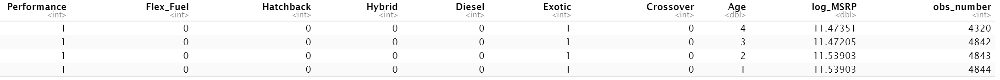 Performance Flex_Fuel Hatchback Hybrid Diesel Exotic Crossover Age log_MSRP obs_number
<int> <int> <int> <int> <int> <int> <int> <dbl> <dbl> <int>
1 0 0 0 0 1 0 4 11.47351 4320
1 0 0 0 0 1 0 3 11.47205 4842
1 0 0 0 0 1 0 2 11.53903 4843
1 0 0 0 0 1 0 1 11.53903 4844